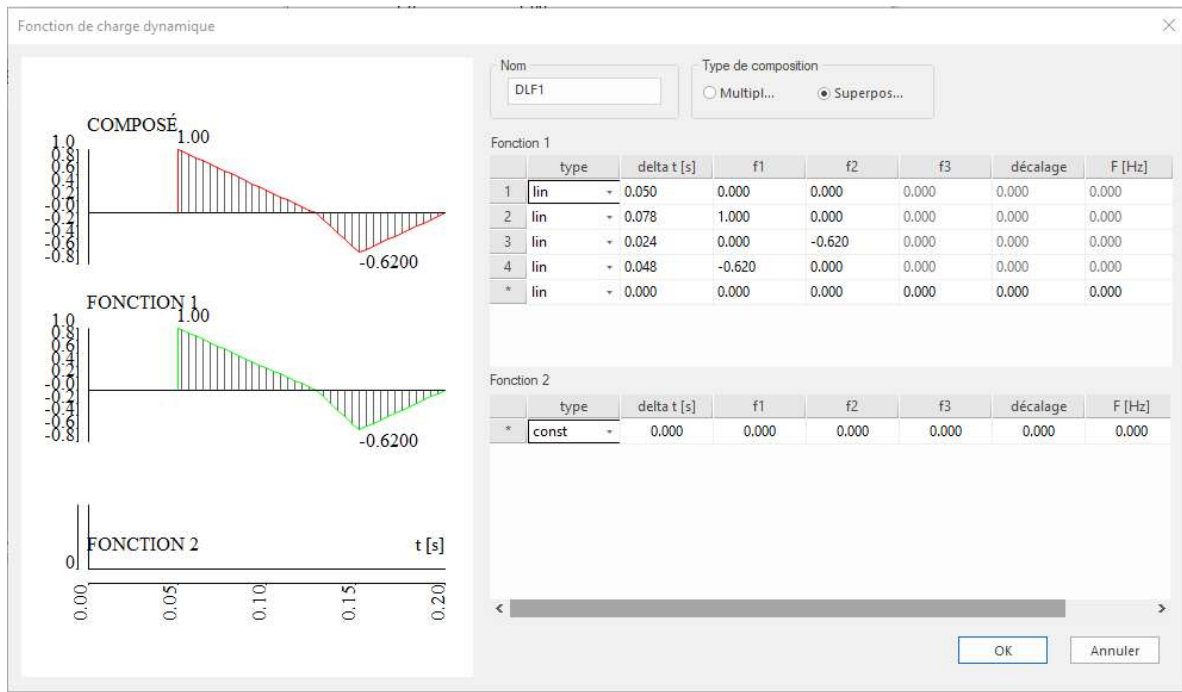 Fonction de charge dynamique
COMPOSÉ
1.00
1.0
0.8
0.6
0.4
0.2
-0.0
-0.2
-0.4
-0.6
-0.8
-0.6200
FONCTION 1
1.00
1.0
0.8
0.6
0.4
0.2
-0.0
-0.2
-0.4
-0.6
-0.8
-0.6200
FONCTION 2 t [s]
0
0.00 0.05 0.10 0.15 0.20
Nom
DLF1
Type de composition
Multipl... Superpos...
Fonction 1
type delta t [s] f1 f2 f3 décalage F [Hz]
1 lin 0.050 0.000 0.000 0.000 0.000 0.000
2 lin 0.078 1.000 0.000 0.000 0.000 0.000
3 lin 0.024 0.000 -0.620 0.000 0.000 0.000
4 lin 0.048 -0.620 0.000 0.000 0.000 0.000
* lin 0.000 0.000 0.000 0.000 0.000 0.000
Fonction 2
type delta t [s] f1 f2 f3 décalage F [Hz]
* const 0.000 0.000 0.000 0.000 0.000 0.000
OK Annuler